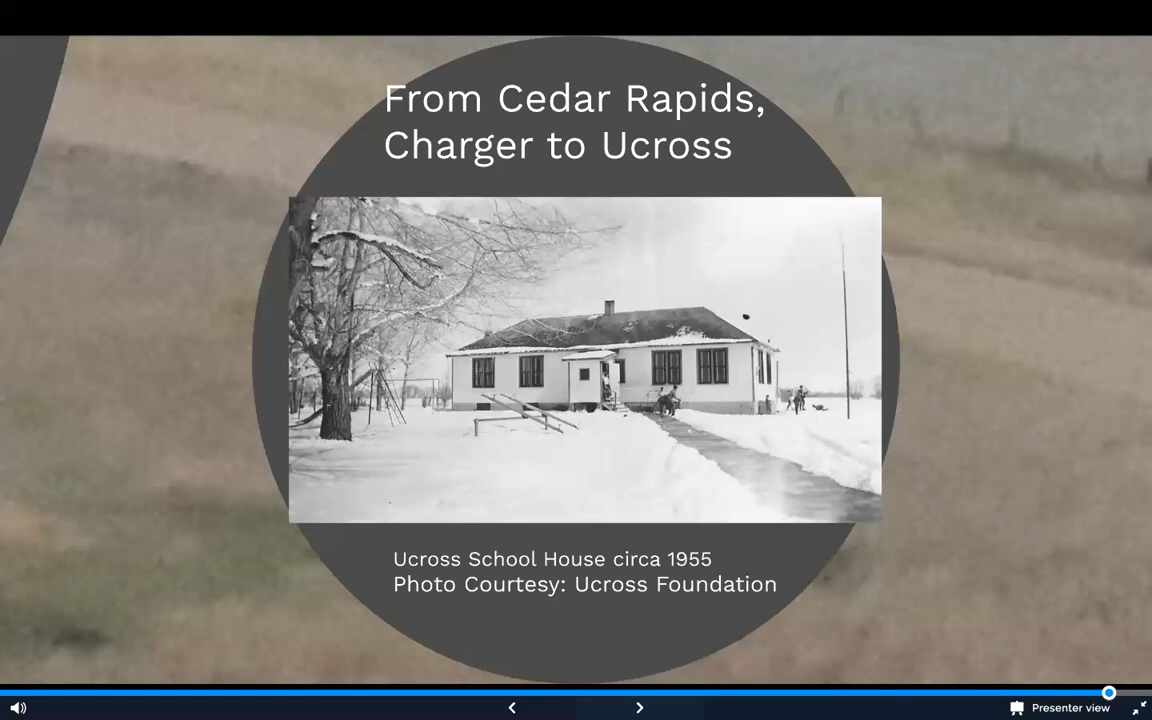 From Cedar Rapids,
Charger to Ucross
Ucross School House circa 1955
Photo Courtesy: Ucross Foundation
Presenter view